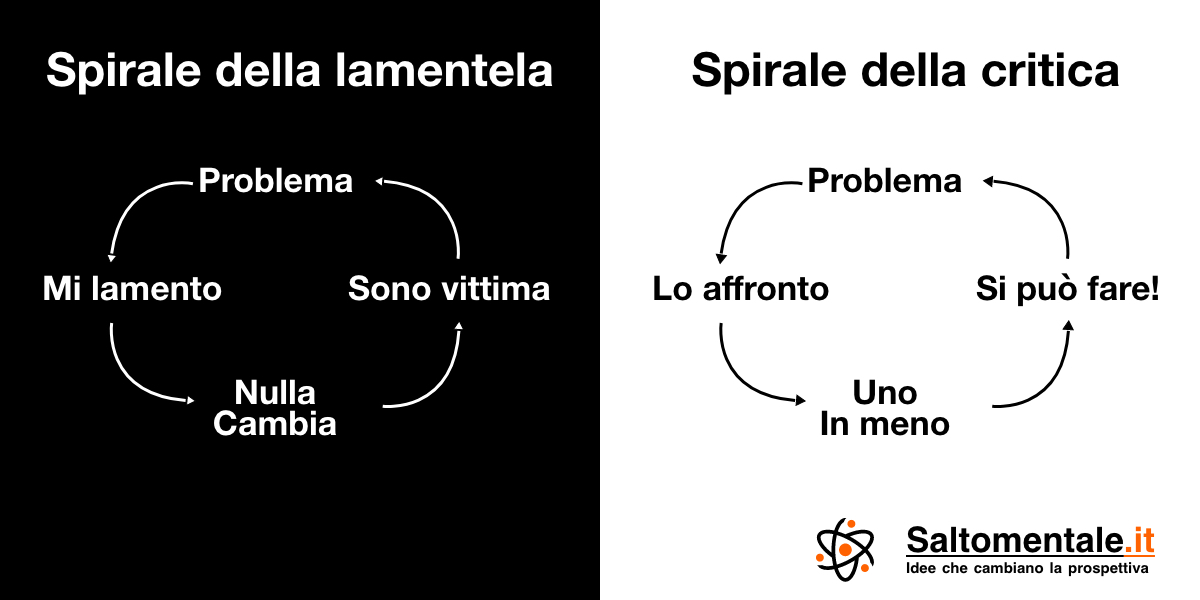 Spirale della lamentela
Problema
Mi lamento
Sono vittima
Nulla
Cambia
Spirale della critica
Problema
Lo affronto
Si può fare!
Uno
In meno
Saltomentale.it
Idee che cambiano la prospettiva